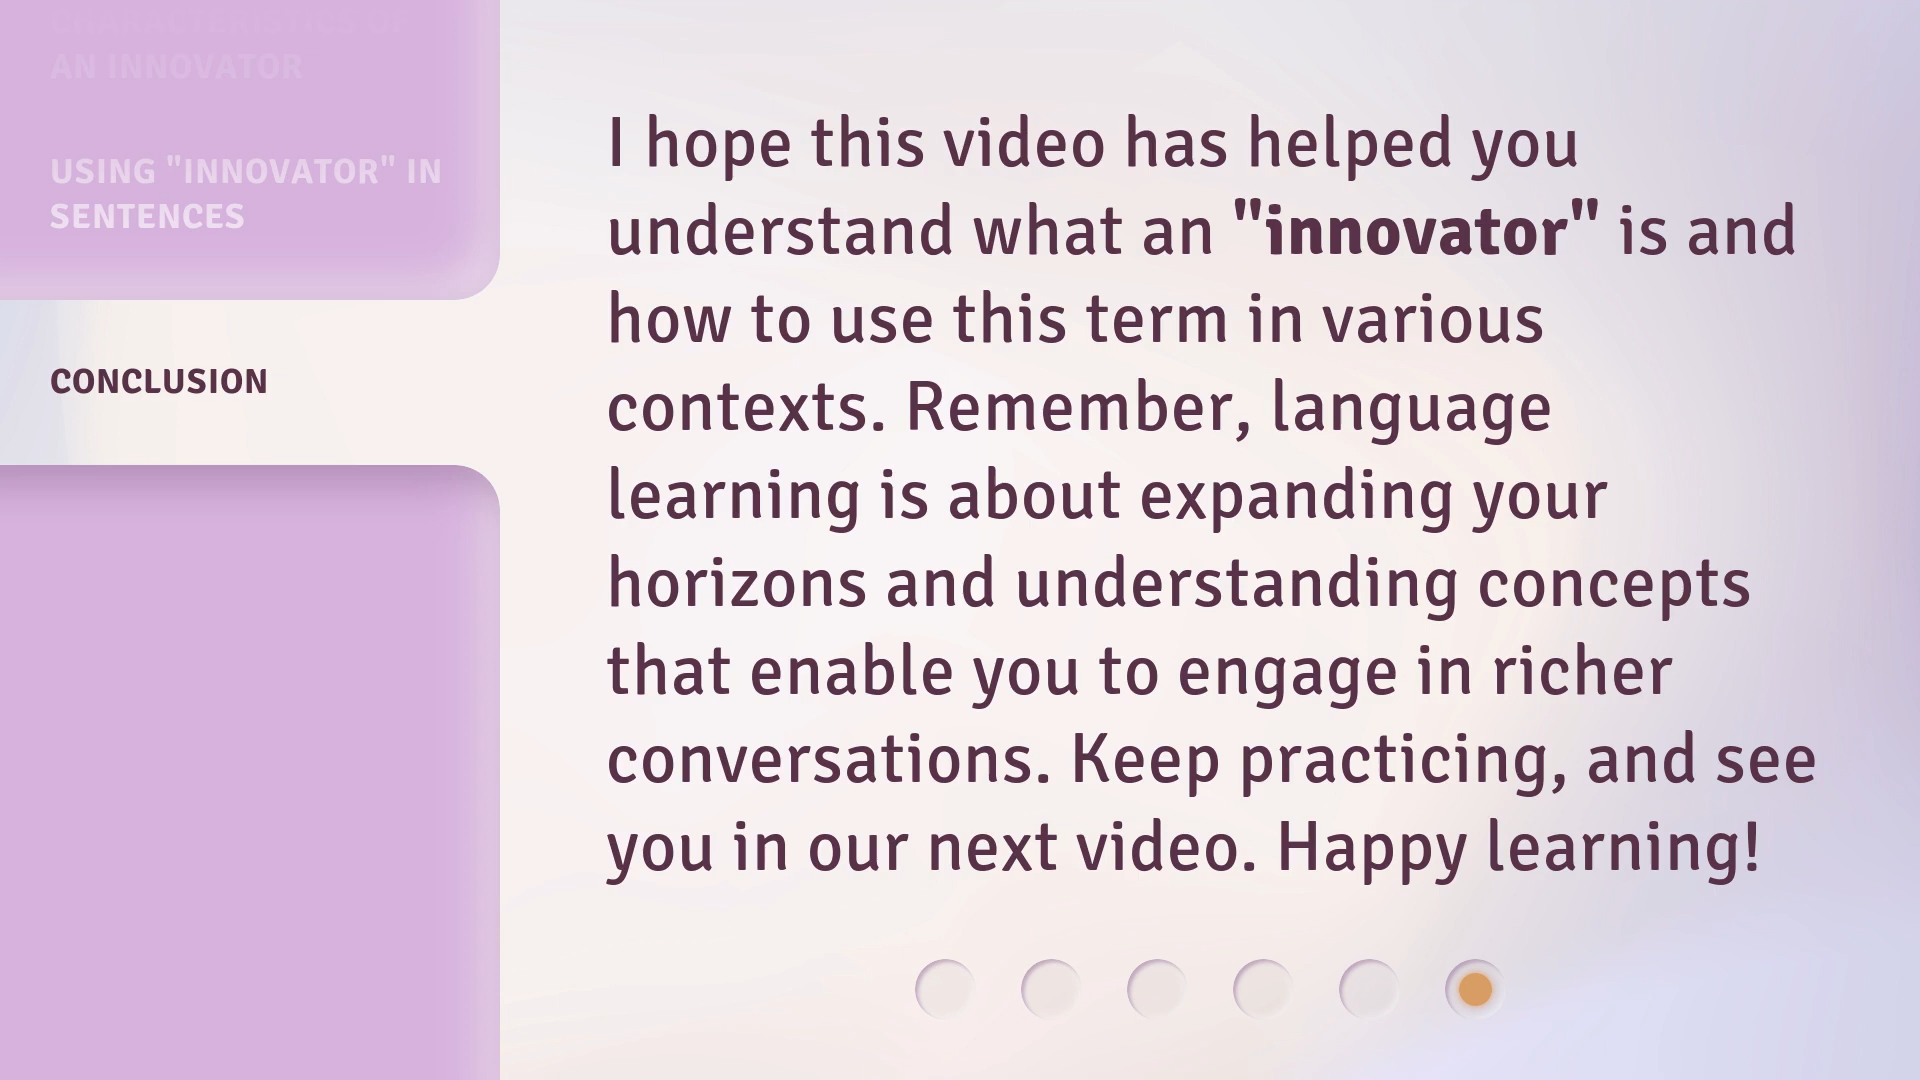 CHARACTERISTICS OF
AN INNOVATOR
USING "INNOVATOR" IN
SENTENCES
CONCLUSION
I hope this video has helped you
understand what an "innovator" is and
how to use this term in various
contexts. Remember, language
learning is about expanding your
horizons and understanding concepts
that enable you to engage in richer
conversations. Keep practicing, and see
you in our next video. Happy learning!